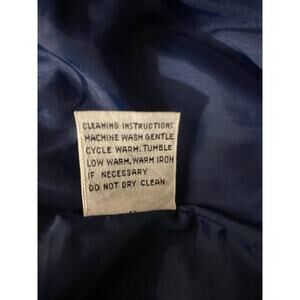 CLEANING INSTRUCTIONS
MACHINE WASH GENTLE
CYCLE WARM. TUMBLE
LOW WARM, WARM IRON
IF NECESSARY
DO NOT DRY CLEAN